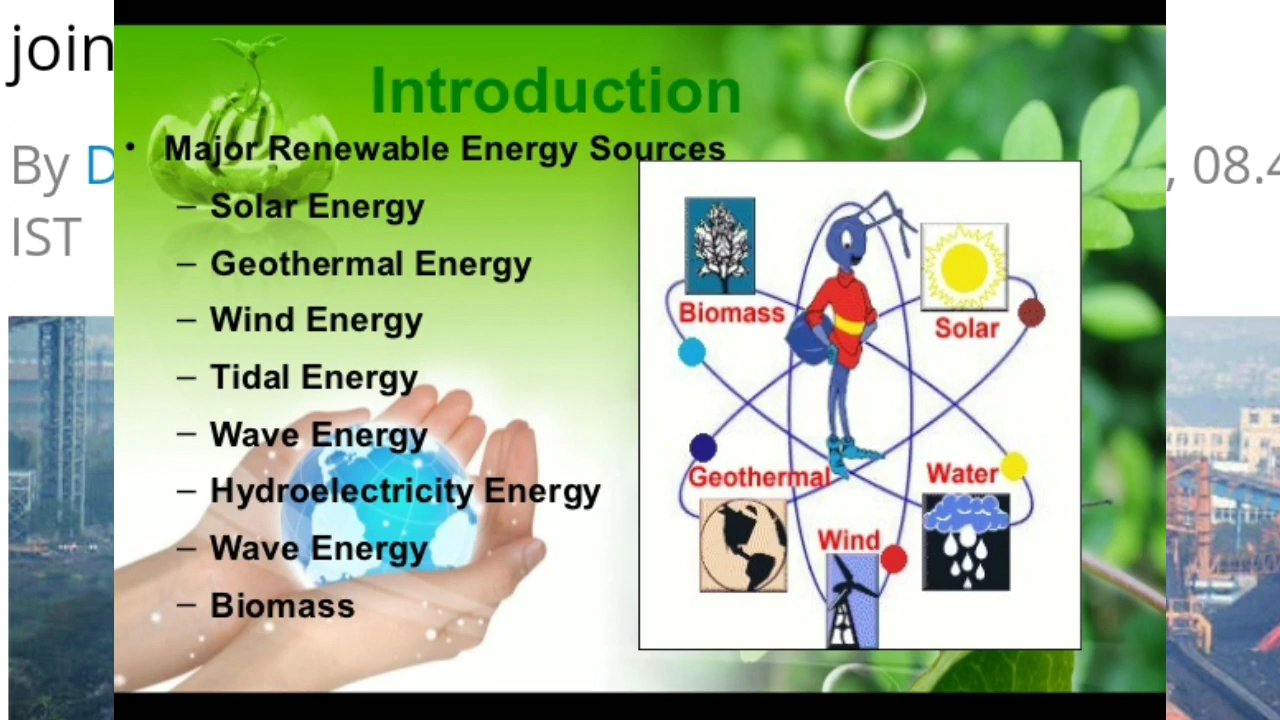 join
By D
, 08.4
IST
Introduction
• Major Renewable Energy Sources
– Solar Energy
– Geothermal Energy
– Wind Energy
– Tidal Energy
– Wave Energy
– Hydroelectricity Energy
– Wave Energy
– Biomass
Biomass
Solar
Geothermal
Water
Wind